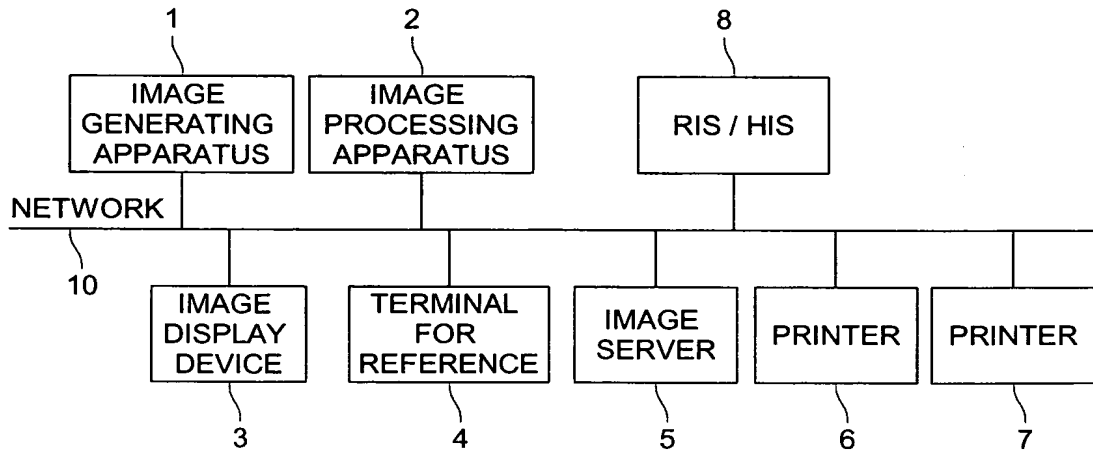 1
2
8
IMAGE
GENERATING
APPARATUS
IMAGE
PROCESSING
APPARATUS
RIS / HIS
NETWORK
10
IMAGE
DISPLAY
DEVICE
TERMINAL
FOR
REFERENCE
IMAGE
SERVER
PRINTER
PRINTER
3
4
5
6
7